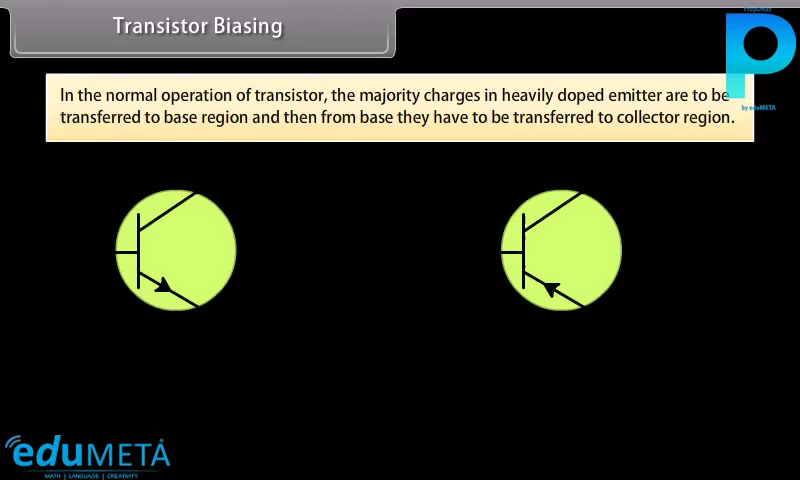 Transistor Biasing
PrepOnGo
In the normal operation of transistor, the majority charges in heavily doped emitter are to be
transferred to base region and then from base they have to be transferred to collector region.
by eduMETA
eduMETA
MATH | LANGUAGE | CREATIVITY